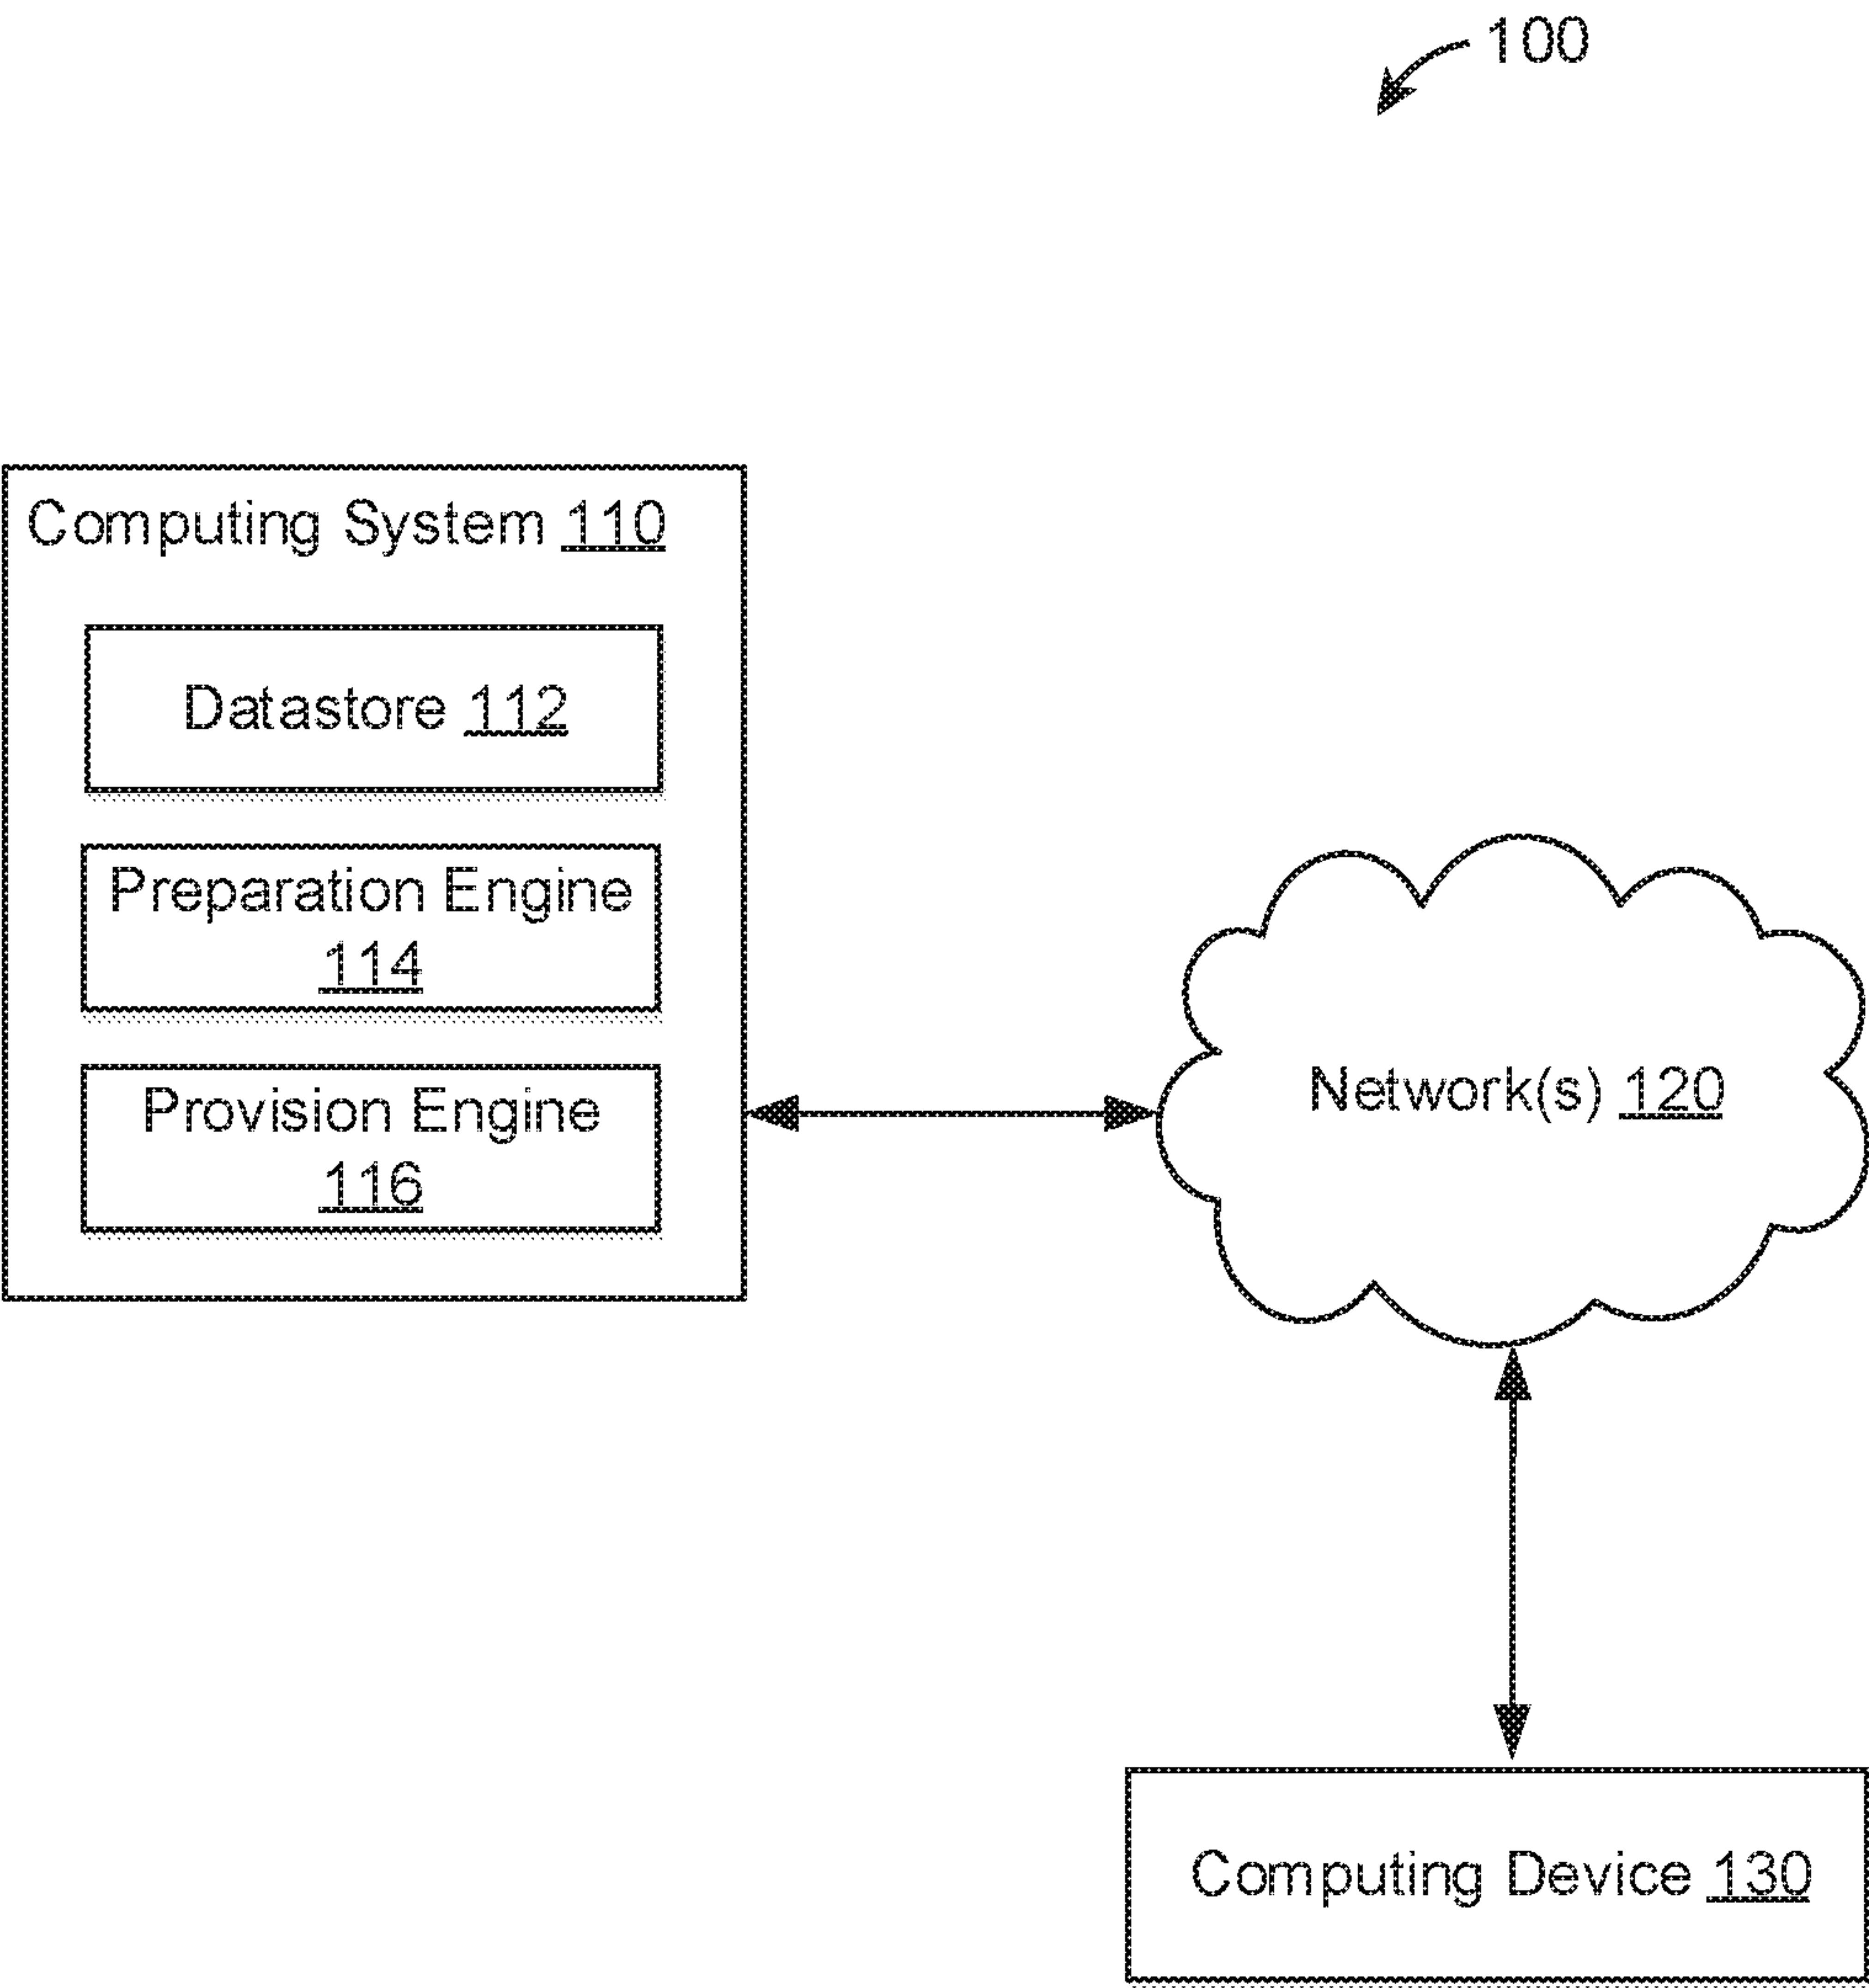 100
Computing System 110
Datastore 112
Preparation Engine
114
Provision Engine
116
Network(s) 120
Computing Device 130